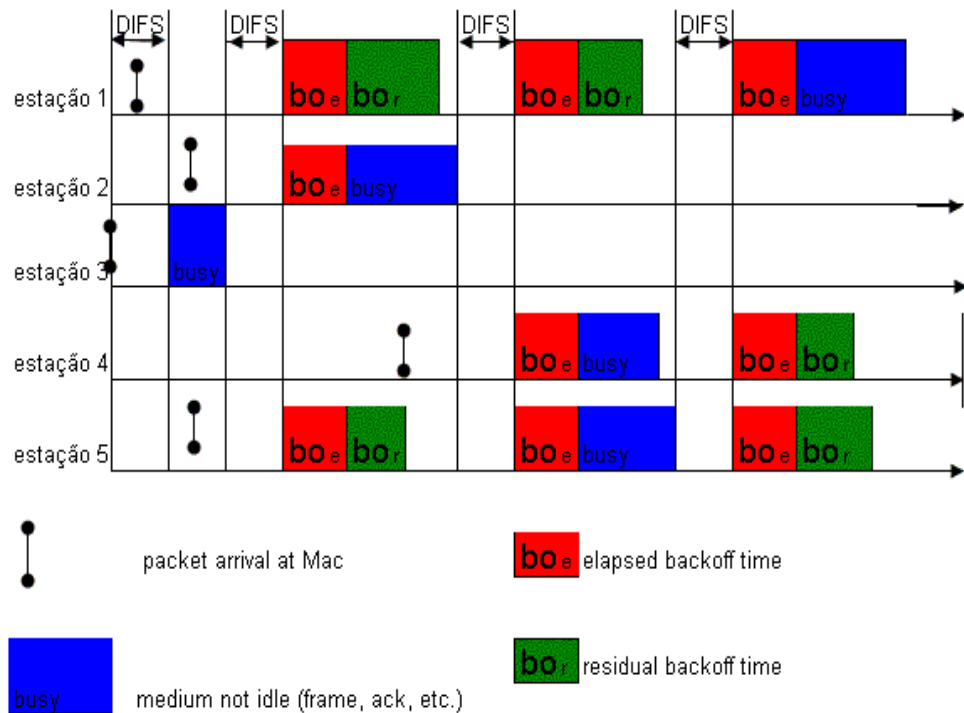 DIFS DIFS DIFS DIFS
estação 1
boe bor boe bor boe busy
estação 2
boe busy
estação 3
busy
estação 4
boe busy boe bor
estação 5
boe bor boe busy boe bor
packet arrival at Mac
boe elapsed backoff time
busy
medium not idle (frame, ack, etc.)
bor residual backoff time